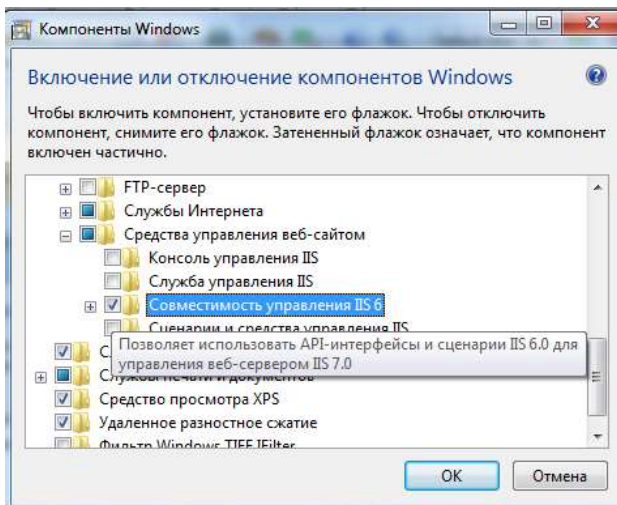 Компоненты Windows
Включение или отключение компонентов Windows
Чтобы включить компонент, установите его флажок. Чтобы отключить
компонент, снимите его флажок. Затененный флажок означает, что компонент
включен частично.
FTP-сервер
Службы Интернета
Средства управления веб-сайтом
Консоль управления IIS
Служба управления IIS
Совместимость управления IIS 6
Сценарии и средства управления IIS
Позволяет использовать API-интерфейсы и сценарии IIS 6.0 для
управления веб-сервером IIS 7.0
Службы печати и документов
Средство просмотра XPS
Удаленное разностное сжатие
Фильтр Windows TIFF IFilter
OK
Отмена